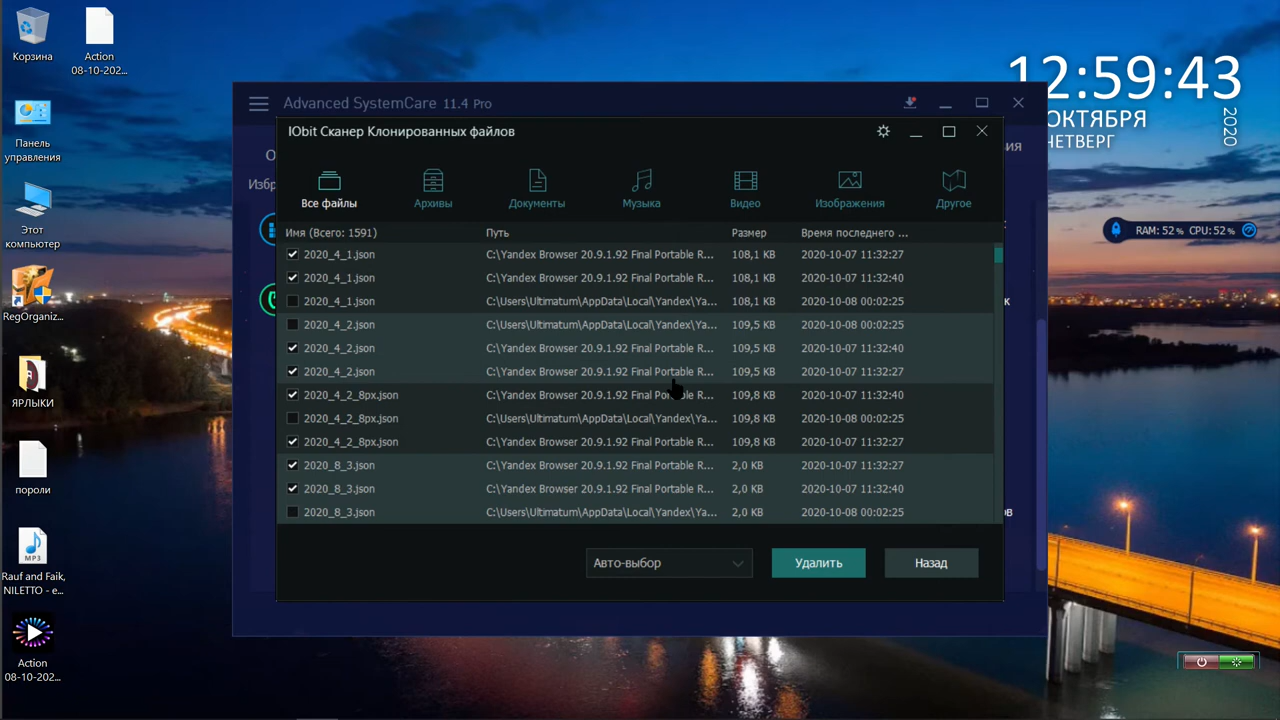 Корзина
Action
08-10-202...
Панель
управления
Этот
компьютер
RegOrganiz...
ЯРЛЫКИ
пороли
MP3
Rauf and Faik,
NILETTO - e...
Action
08-10-202...
12:59:43
ОКТЯБРЯ
ЧЕТВЕРГ
2020
RAM: 52 % CPU: 52 %
Advanced SystemCare 11.4 Pro
IObit Сканер Клонированных файлов
Все файлы Архивы Документы Музыка Видео Изображения Другое
Имя (Всего: 1591) Путь Размер Время последнего ...
2020_4_1.json C:\Yandex Browser 20.9.1.92 Final Portable R... 108,1 KB 2020-10-07 11:32:27
2020_4_1.json C:\Yandex Browser 20.9.1.92 Final Portable R... 108,1 KB 2020-10-07 11:32:40
2020_4_1.json C:\Users\Ultimatum\AppData\Local\Yandex\Ya... 108,1 KB 2020-10-08 00:02:25
2020_4_2.json C:\Users\Ultimatum\AppData\Local\Yandex\Ya... 109,5 KB 2020-10-08 00:02:25
2020_4_2.json C:\Yandex Browser 20.9.1.92 Final Portable R... 109,5 KB 2020-10-07 11:32:40
2020_4_2.json C:\Yandex Browser 20.9.1.92 Final Portable R... 109,5 KB 2020-10-07 11:32:27
2020_4_2_8px.json C:\Yandex Browser 20.9.1.92 Final Portable R... 109,8 KB 2020-10-07 11:32:40
2020_4_2_8px.json C:\Users\Ultimatum\AppData\Local\Yandex\Ya... 109,8 KB 2020-10-08 00:02:25
2020_4_2_8px.json C:\Yandex Browser 20.9.1.92 Final Portable R... 109,8 KB 2020-10-07 11:32:27
2020_8_3.json C:\Yandex Browser 20.9.1.92 Final Portable R... 2,0 KB 2020-10-07 11:32:27
2020_8_3.json C:\Yandex Browser 20.9.1.92 Final Portable R... 2,0 KB 2020-10-07 11:32:40
2020_8_3.json C:\Users\Ultimatum\AppData\Local\Yandex\Ya... 2,0 KB 2020-10-08 00:02:25
Авто-выбор Удалить Назад